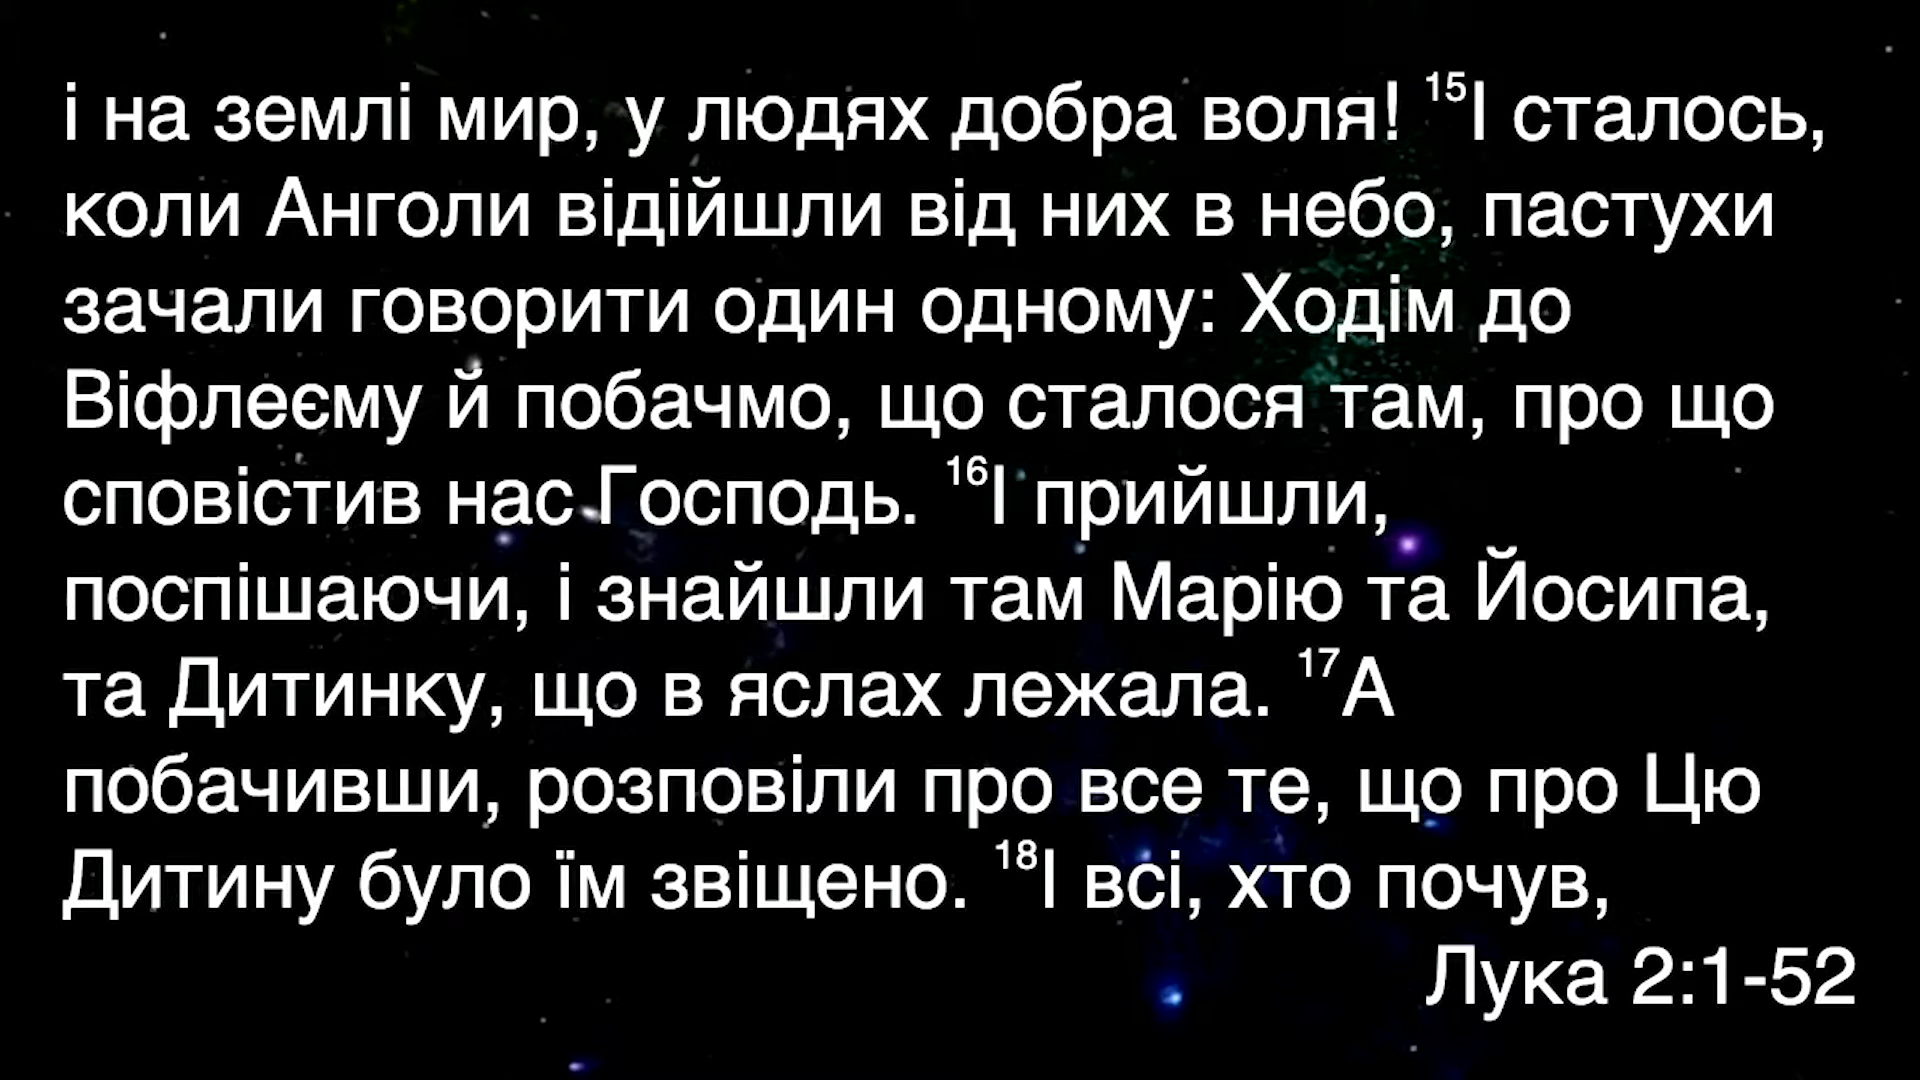 і на землі мир, у людях добра воля! ¹⁵І сталось,
коли Анголи відійшли від них в небо, пастухи
зачали говорити один одному: Ходім до
Віфлеєму й побачмо, що сталося там, про що
сповістив нас Господь. ¹⁶І прийшли,
поспішаючи, і знайшли там Марію та Йосипа,
та Дитинку, що в яслах лежала. ¹⁷А
побачивши, розповіли про все те, що про Цю
Дитину було їм звіщено. ¹⁸І всі, хто почув,
Лука 2:1-52